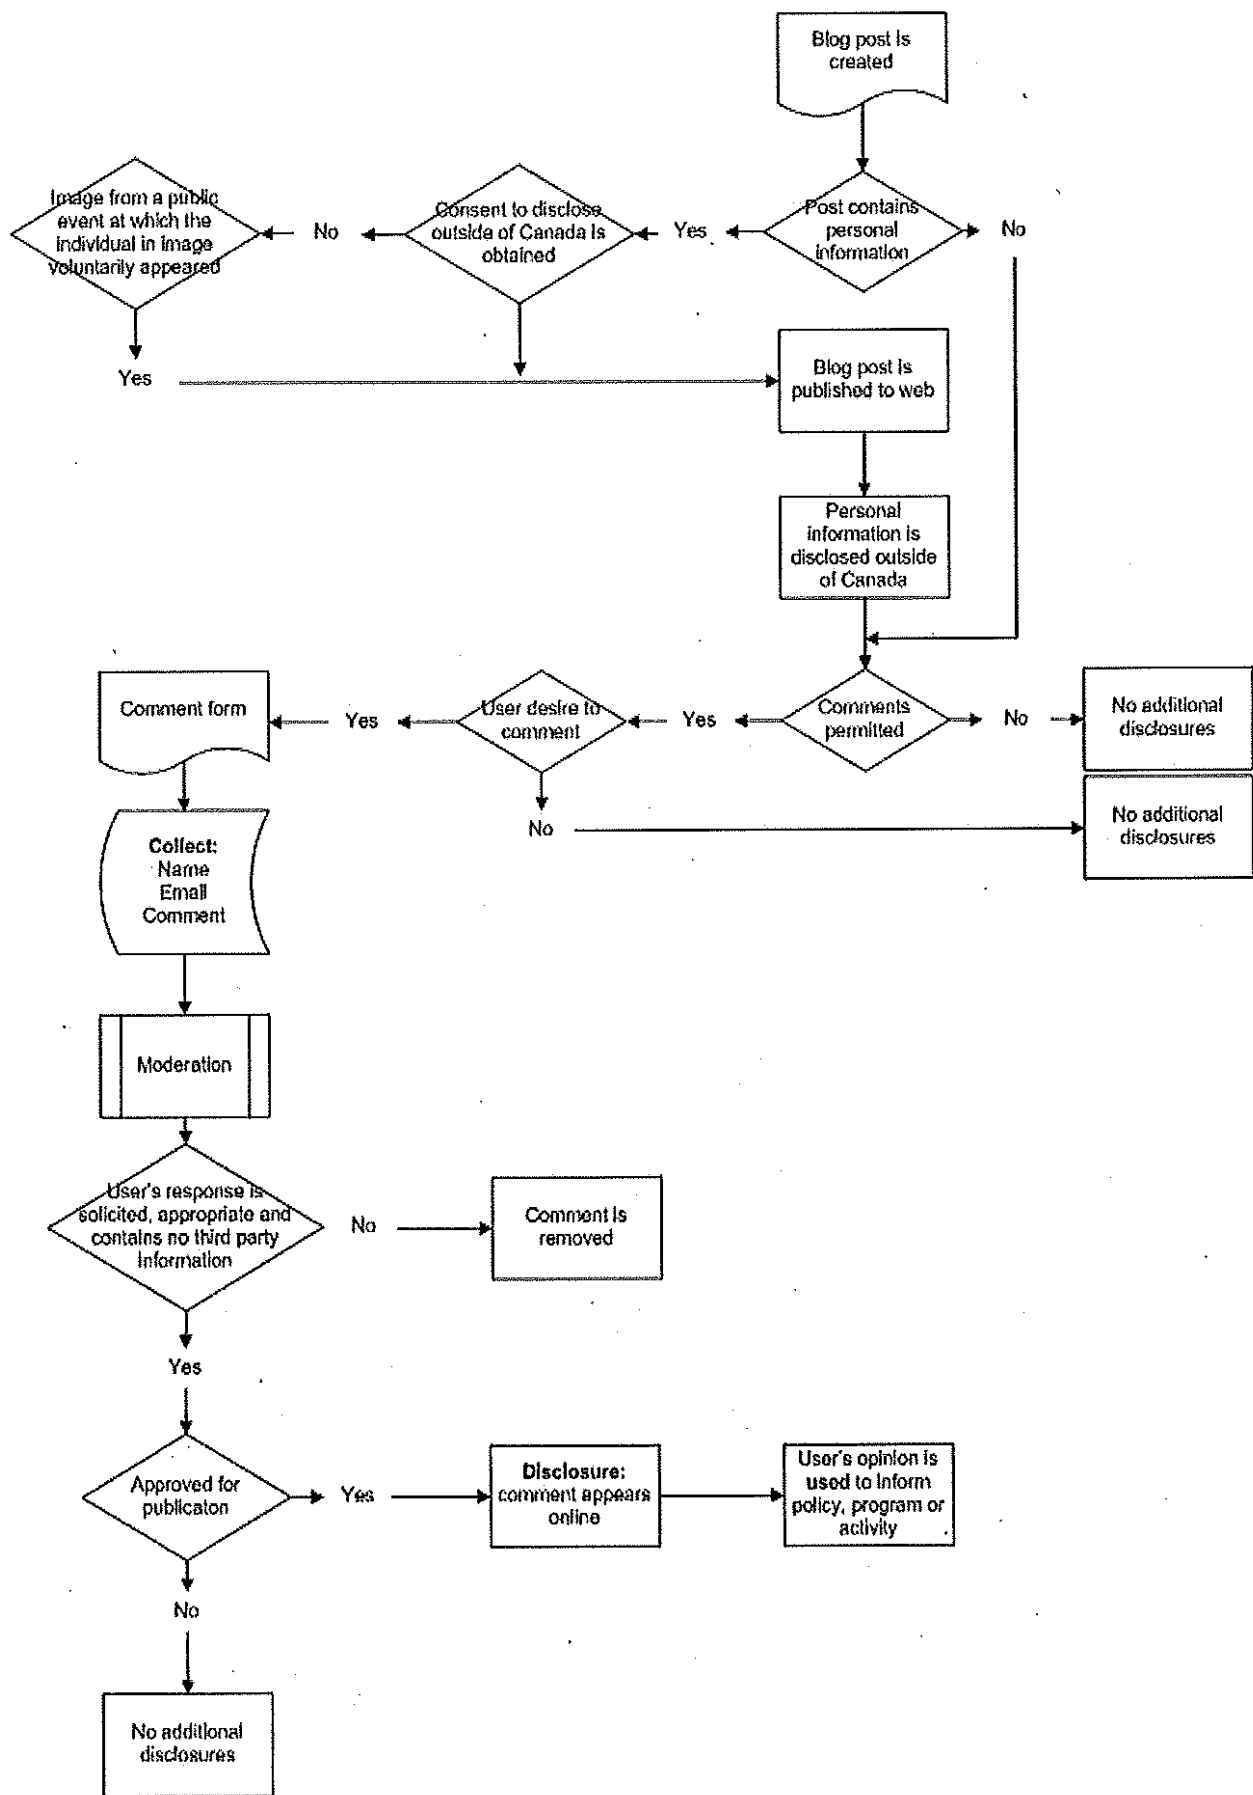 Blog post is
created
Image from a public
event at which the
individual in image
voluntarily appeared
No
Consent to disclose
outside of Canada is
obtained
Yes
Post contains
personal
information
No
Yes
Blog post is
published to web
Personal
information is
disclosed outside
of Canada
Comment form
Yes
User desire to
comment
Yes
Comments
permitted
No
No additional
disclosures
No
No additional
disclosures
Collect:
Name
Email
Comment
Moderation
User's response is
solicited, appropriate and
contains no third party
information
No
Comment is
removed
Yes
Approved for
publicaton
Yes
Disclosure:
comment appears
online
User's opinion is
used to inform
policy, program or
activity
No
No additional
disclosures